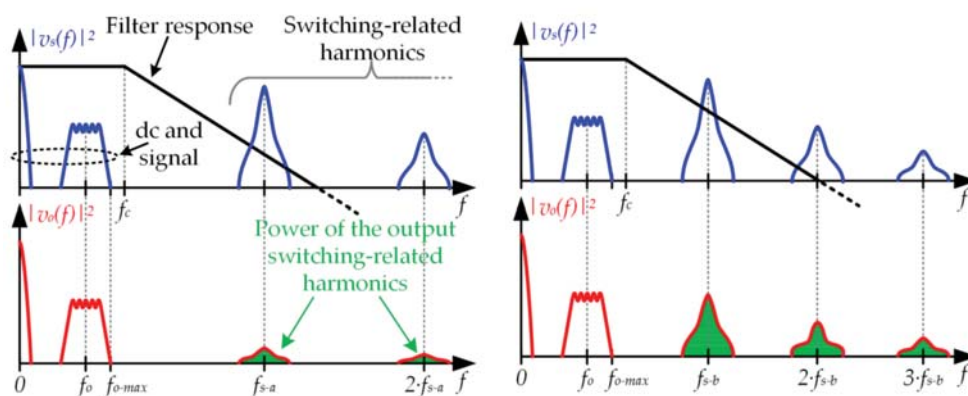 |vs(f)|²
Filter response
Switching-related
harmonics
dc and
signal
fc
f
|vo(f)|²
Power of the output
switching-related
harmonics
0
fo
fo-max
fs-a
2·fs-a
f
|vs(f)|²
fc
f
|vo(f)|²
0
fo
fo-max
fs-b
2·fs-b
3·fs-b
f